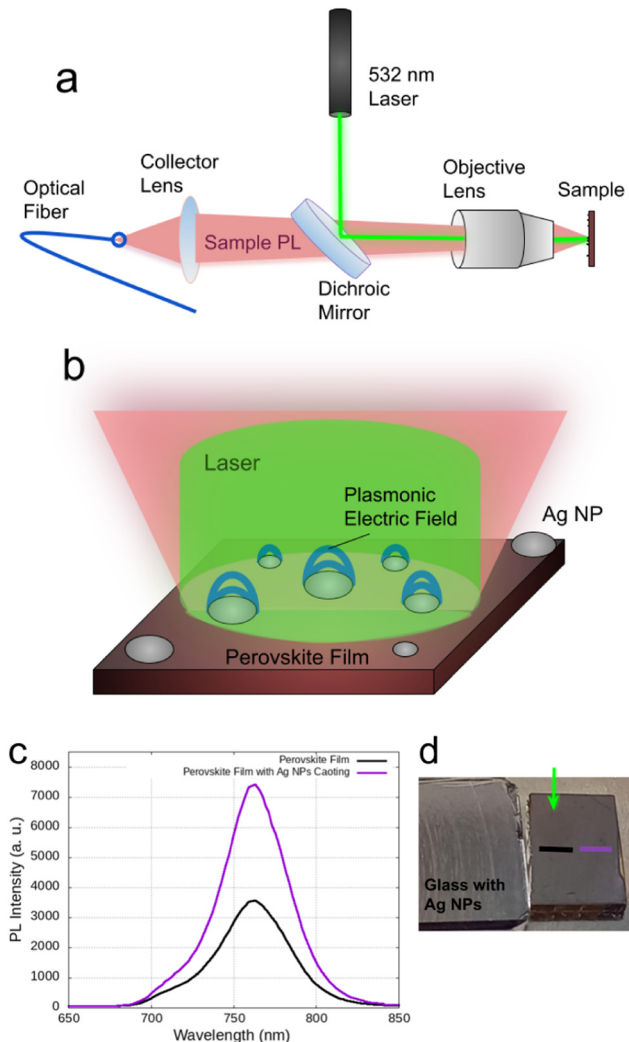 a
532 nm
Laser
Collector
Lens
Optical
Fiber
Objective
Lens
Sample
Sample PL
Dichroic
Mirror
b
Laser
Plasmonic
Electric Field
Ag NP
Perovskite Film
c
Perovskite Film
Perovskite Film with Ag NPs Caoting
PL Intensity (a. u.)
8000
7000
6000
5000
4000
3000
2000
1000
0
650
700
750
800
850
Wavelength (nm)
d
Glass with
Ag NPs